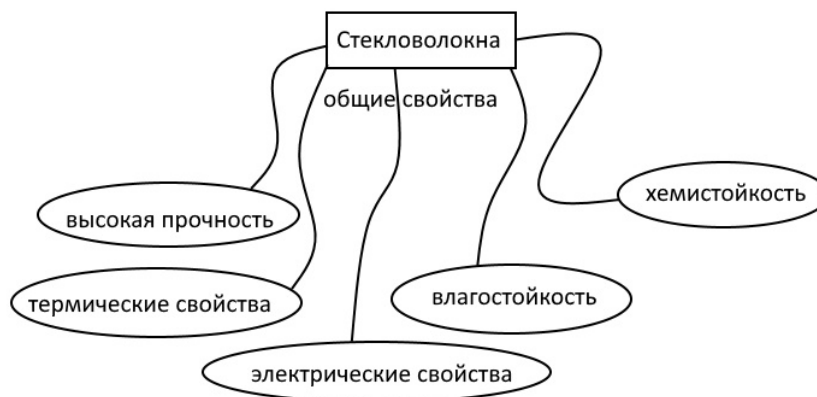 Стекловолокна
общие свойства
хемистойкость
высокая прочность
термические свойства
влагостойкость
электрические свойства